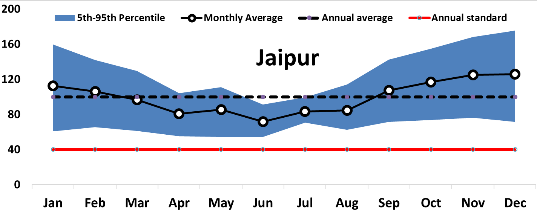 200
5th-95th Percentile Monthly Average Annual average Annual standard
160
Jaipur
120
80
40
0
Jan Feb Mar Apr May Jun Jul Aug Sep Oct Nov Dec